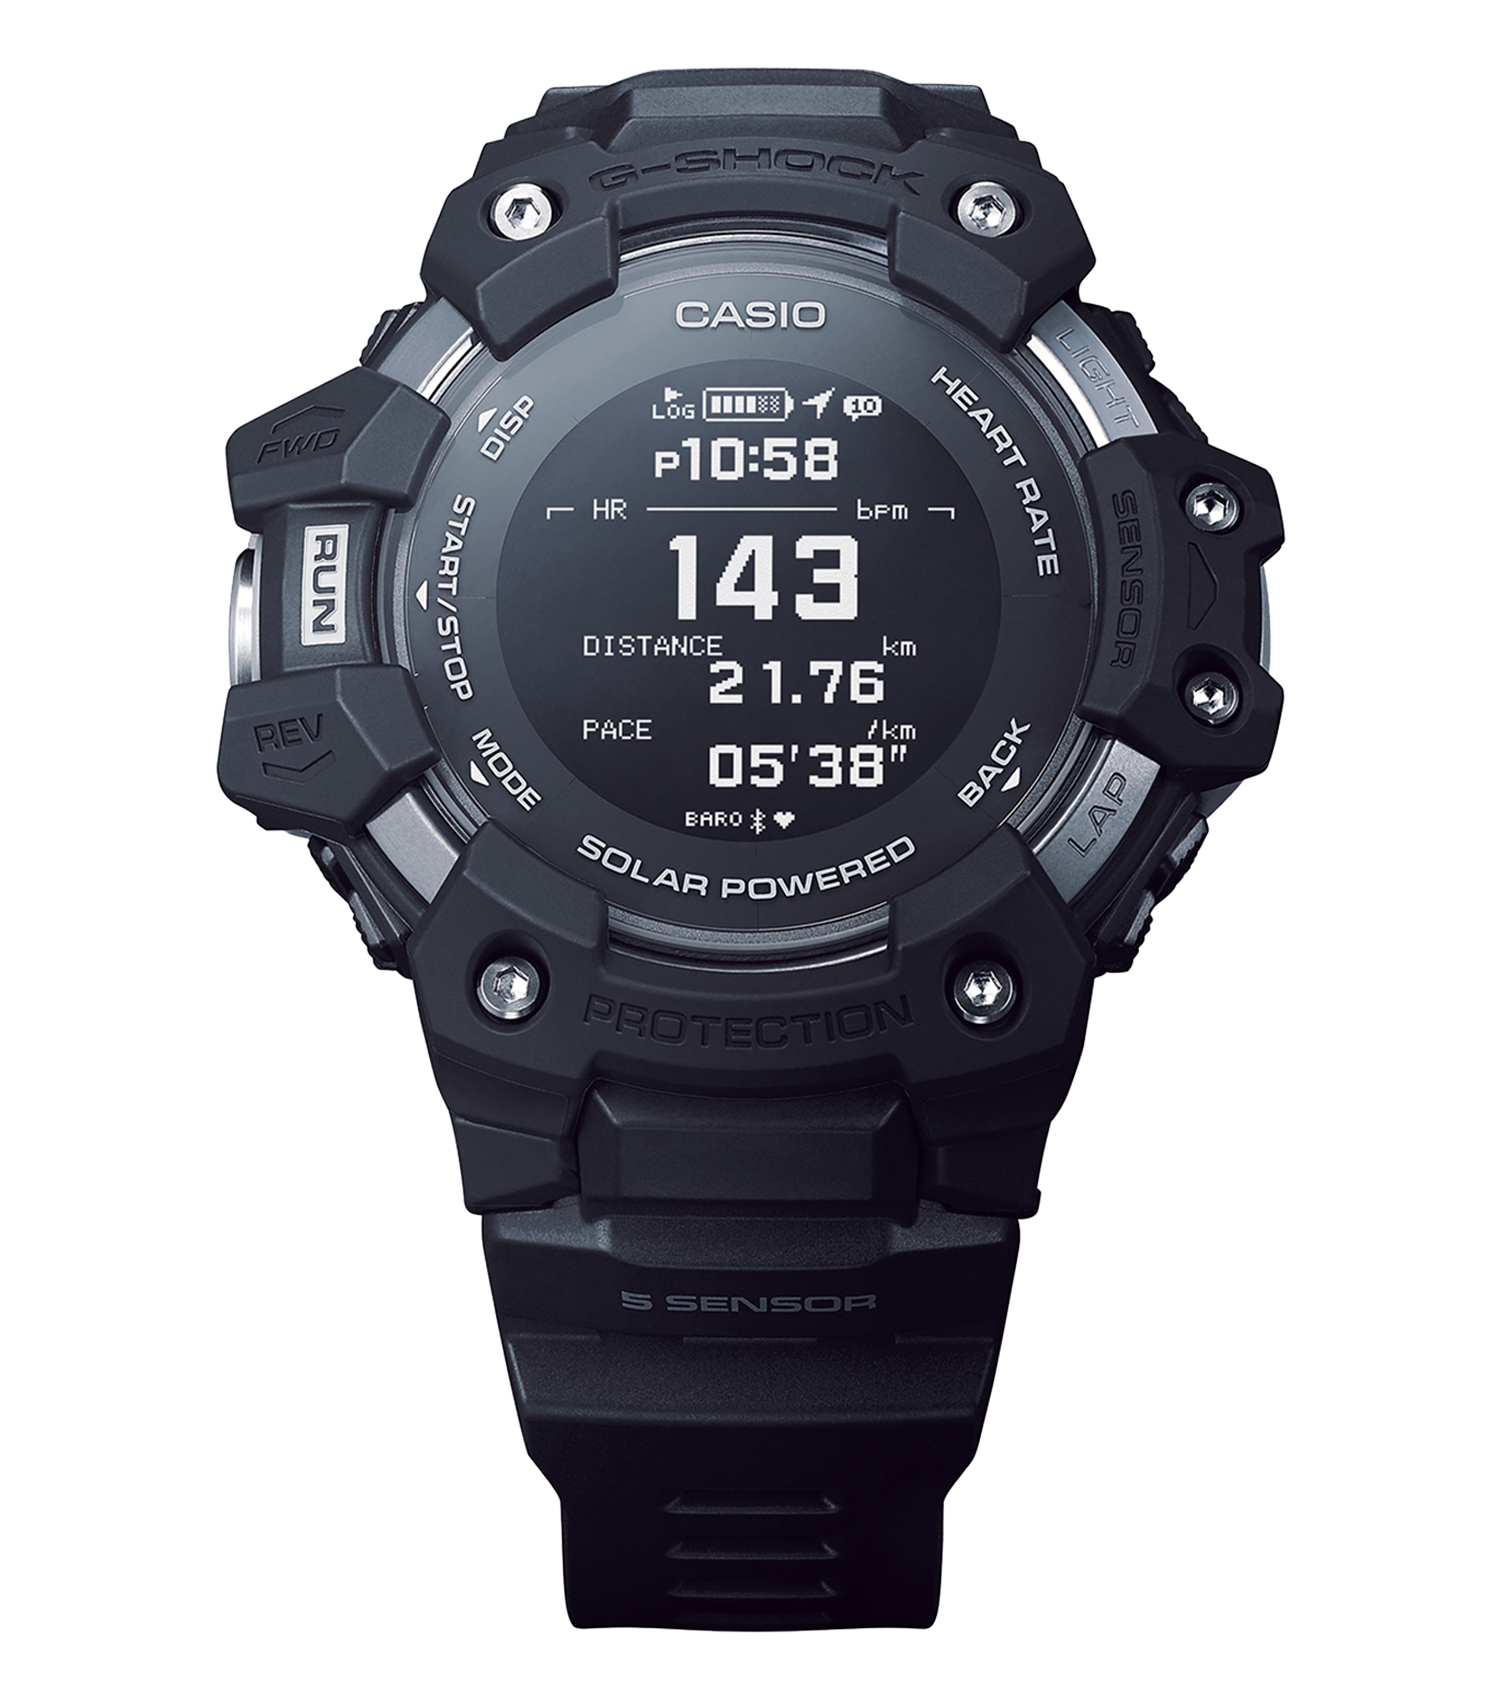 G-SHOCK
CASIO
LIGHT
LOG 10
P10:58
HR bpm
143
DISTANCE km
21.76
PACE /km
05'38"
BARO
DISP
START/STOP
MODE
HEART RATE
BACK
SOLAR POWERED
FWD
RUN
REV
SENSOR
LAP
PROTECTION
5 SENSOR